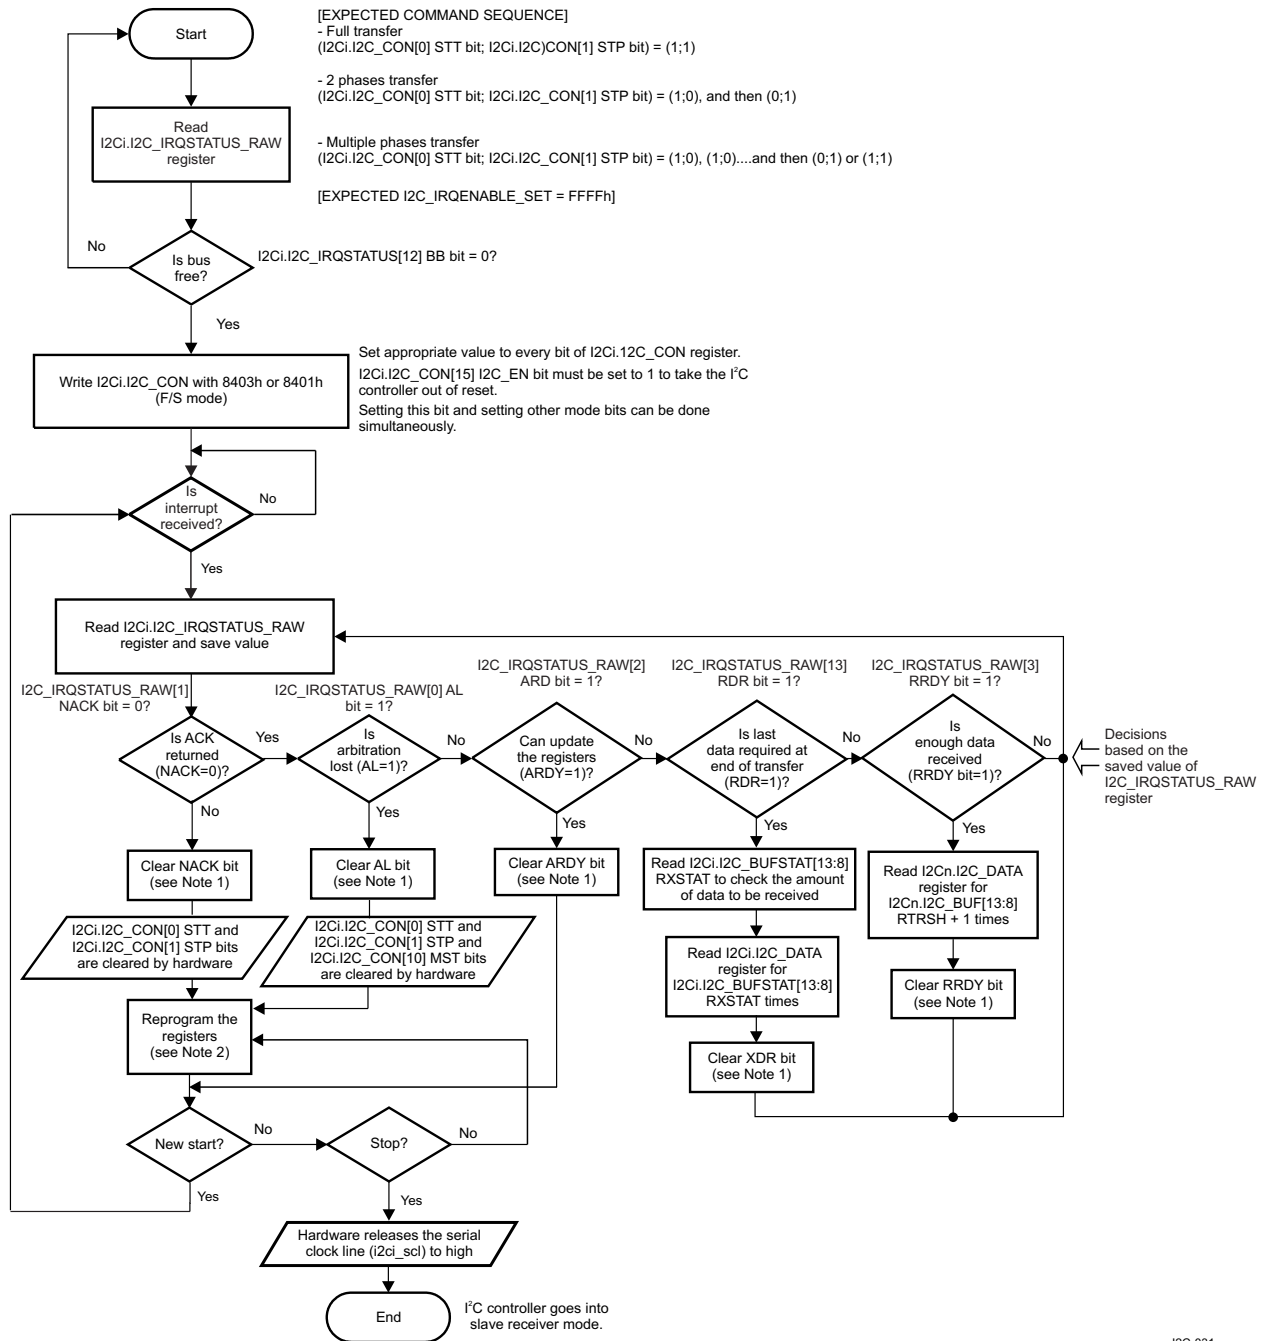 Start
[EXPECTED COMMAND SEQUENCE]
- Full transfer
(I2Ci.I2C_CON[0] STT bit; I2Ci.I2C)CON[1] STP bit) = (1;1)
- 2 phases transfer
(I2Ci.I2C_CON[0] STT bit; I2Ci.I2C_CON[1] STP bit) = (1;0), and then (0;1)
- Multiple phases transfer
(I2Ci.I2C_CON[0] STT bit; I2Ci.I2C_CON[1] STP bit) = (1;0), (1;0)....and then (0;1) or (1;1)
[EXPECTED I2C_IRQENABLE_SET = FFFFh]
Read
I2Ci.I2C_IRQSTATUS_RAW
register
No
Is bus
free?
I2Ci.I2C_IRQSTATUS[12] BB bit = 0?
Yes
Write I2Ci.I2C_CON with 8403h or 8401h
(F/S mode)
Set appropriate value to every bit of I2Ci.12C_CON register.
I2Ci.I2C_CON[15] I2C_EN bit must be set to 1 to take the I²C
controller out of reset.
Setting this bit and setting other mode bits can be done
simultaneously.
Is
interrupt
received?
No
Yes
Read I2Ci.I2C_IRQSTATUS_RAW
register and save value
I2C_IRQSTATUS_RAW[1]
NACK bit = 0?
I2C_IRQSTATUS_RAW[0] AL
bit = 1?
I2C_IRQSTATUS_RAW[2]
ARD bit = 1?
I2C_IRQSTATUS_RAW[13]
RDR bit = 1?
I2C_IRQSTATUS_RAW[3]
RRDY bit = 1?
Is ACK
returned
(NACK=0)?
Yes
No
Is
arbitration
lost (AL=1)?
No
Yes
Can update
the registers
(ARDY=1)?
No
Yes
Is last
data required at
end of transfer
(RDR=1)?
No
Yes
Is
enough data
received
(RRDY bit=1)?
No
Yes
Decisions
based on the
saved value of
I2C_IRQSTATUS_RAW
register
Clear NACK bit
(see Note 1)
Clear AL bit
(see Note 1)
Clear ARDY bit
(see Note 1)
Read I2Ci.I2C_BUFSTAT[13:8]
RXSTAT to check the amount
of data to be received
Read I2Cn.I2C_DATA
register for
I2Cn.I2C_BUF[13:8]
RTRSH + 1 times
I2Ci.I2C_CON[0] STT and
I2Ci.I2C_CON[1] STP bits
are cleared by hardware
I2Ci.I2C_CON[0] STT and
I2Ci.I2C_CON[1] STP and
I2Ci.I2C_CON[10] MST bits
are cleared by hardware
Read I2Ci.I2C_DATA
register for
I2Ci.I2C_BUFSTAT[13:8]
RXSTAT times
Clear RRDY bit
(see Note 1)
Reprogram the
registers
(see Note 2)
Clear XDR bit
(see Note 1)
New start?
No
Yes
Stop?
No
Yes
Hardware releases the serial
clock line (i2ci_scl) to high
End
I²C controller goes into
slave receiver mode.